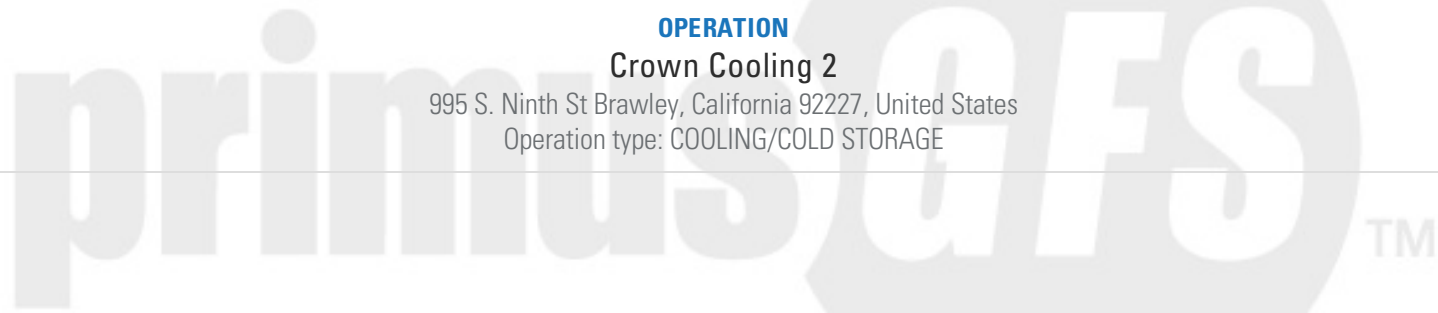 OPERATION
Crown Cooling 2
995 S. Ninth St Brawley, California 92227, United States
Operation type: COOLING/COLD STORAGE
primusGFS TM